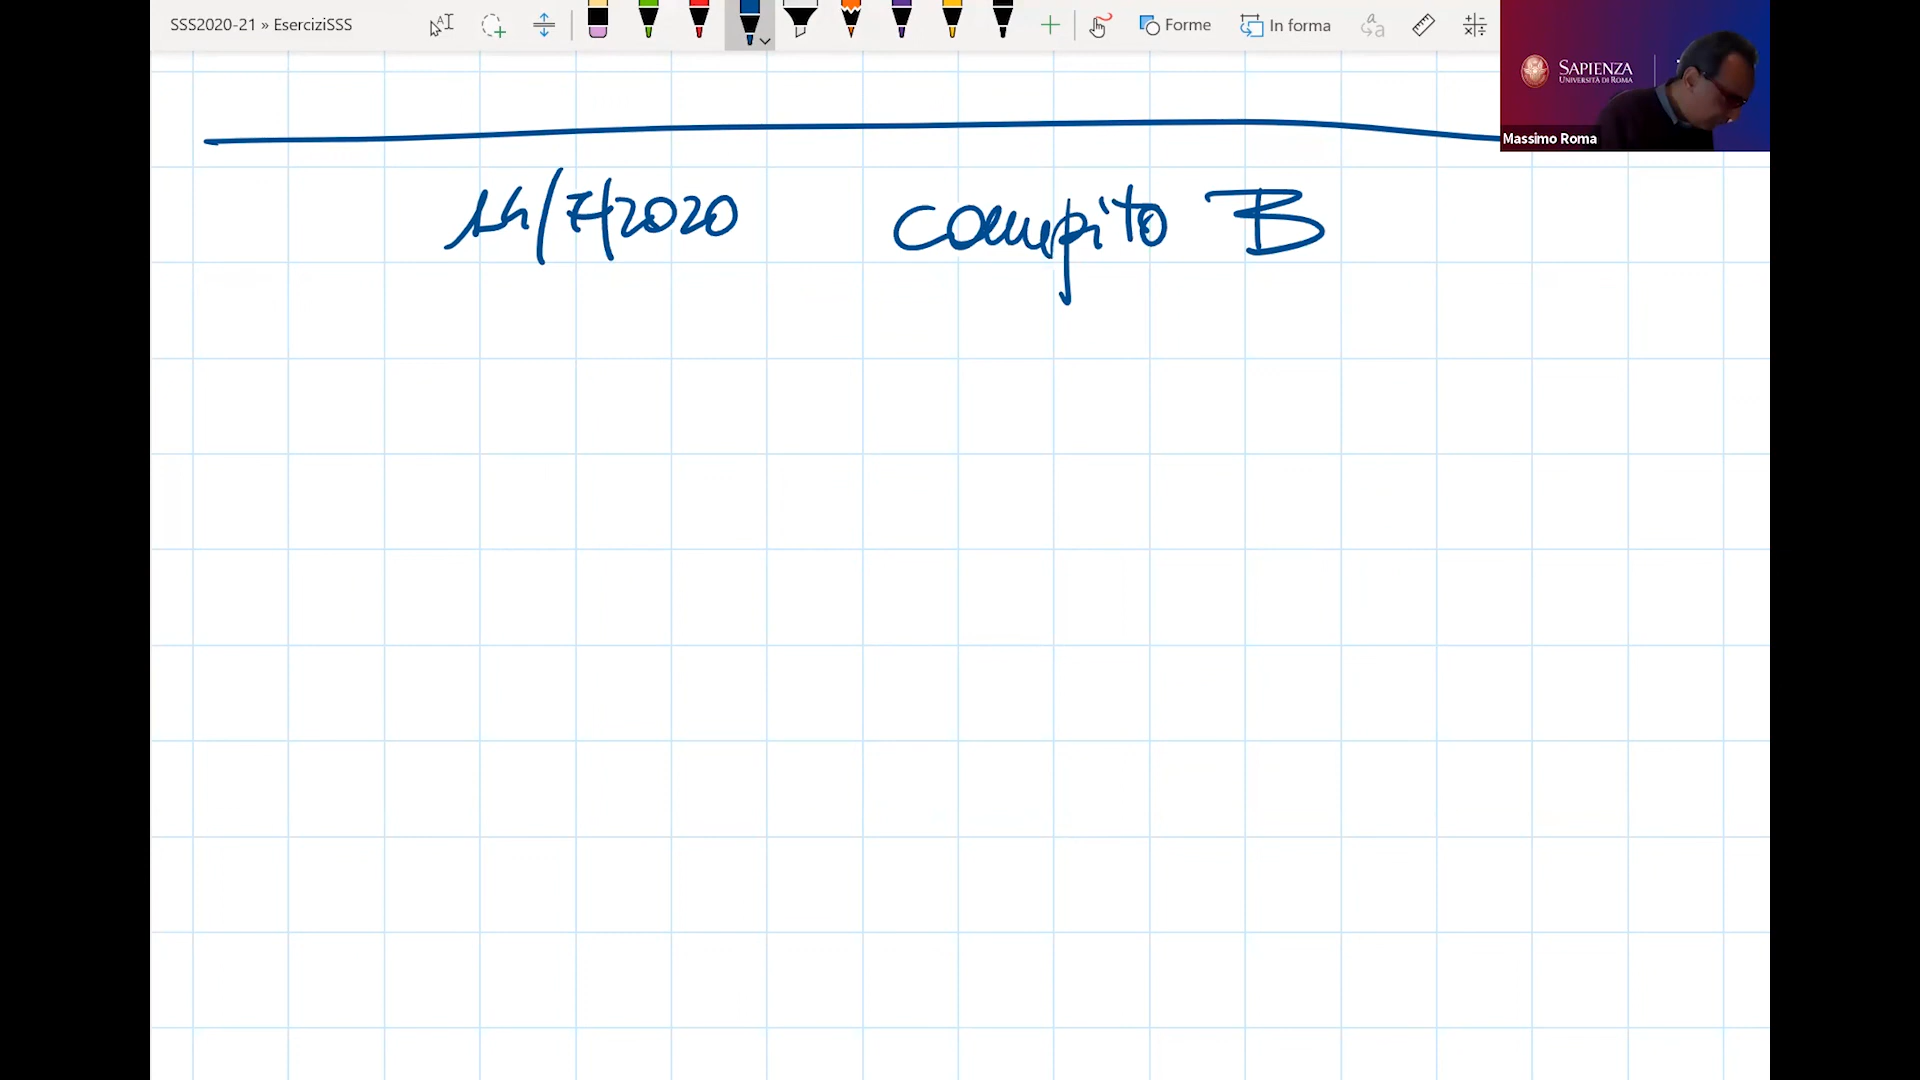 SSS2020-21 » EserciziSSS
Forme
In forma
SAPIENZA
UNIVERSITÀ DI ROMA
Massimo Roma
14/7/2020 compito B